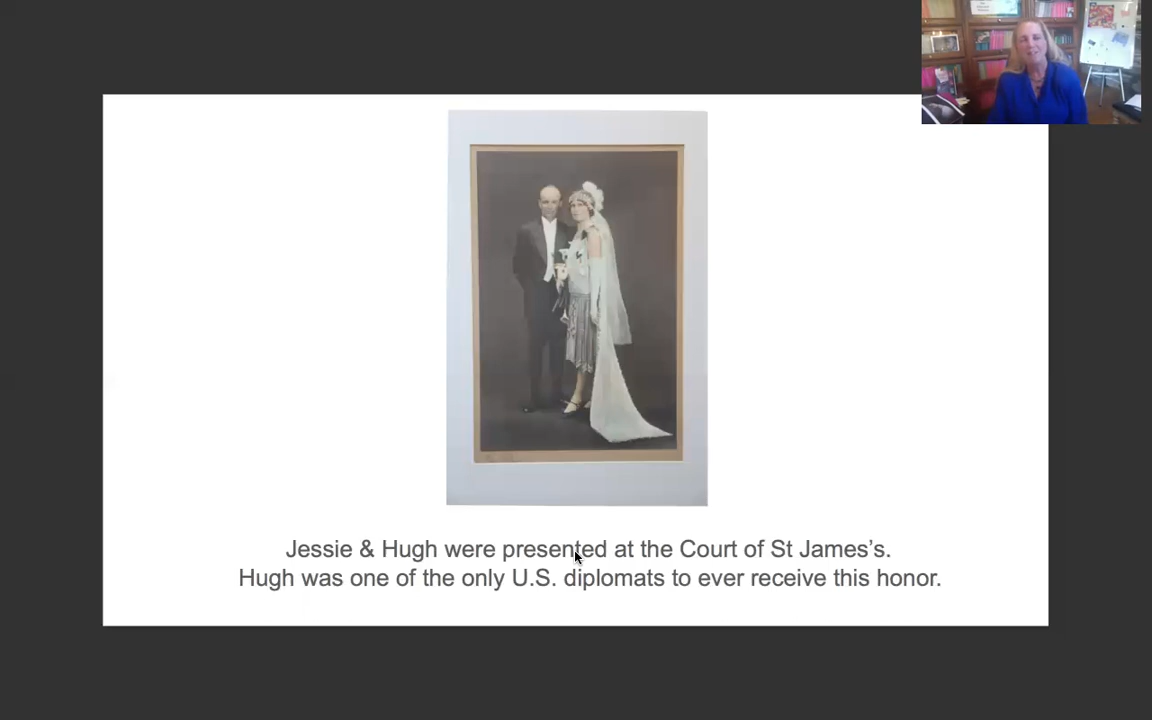 Jessie & Hugh were presented at the Court of St James’s.
Hugh was one of the only U.S. diplomats to ever receive this honor.